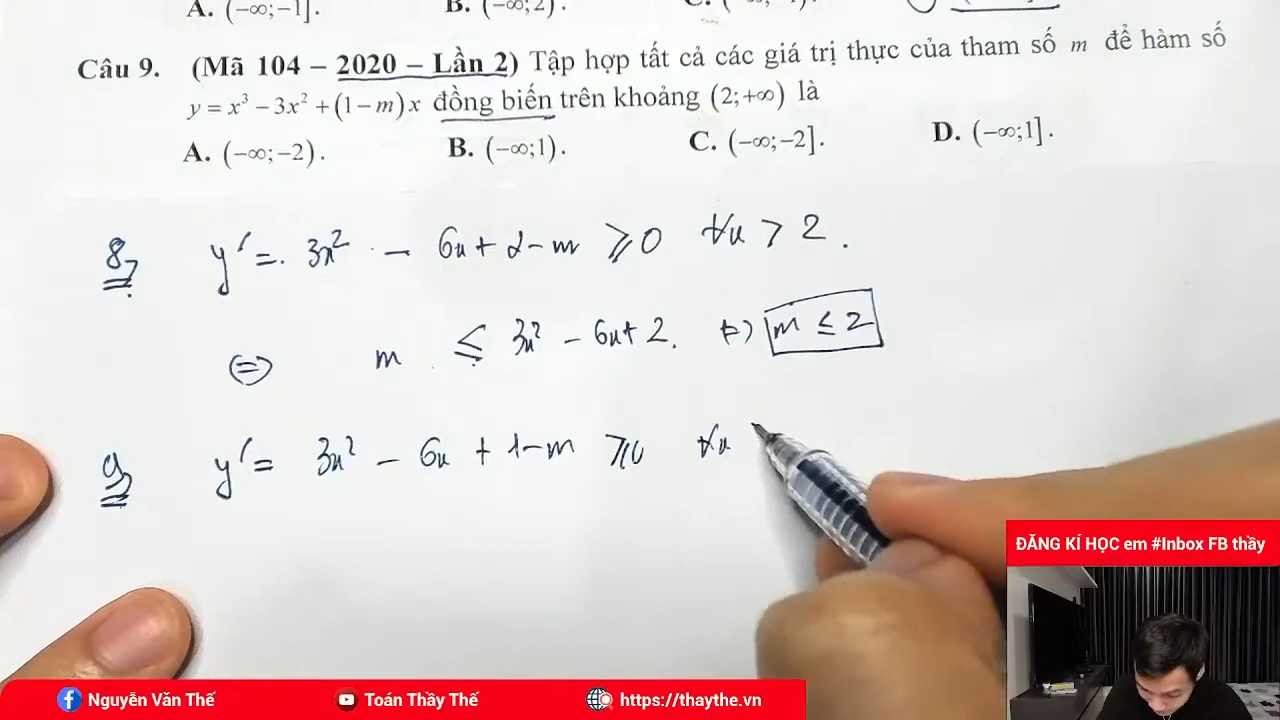 A. (−∞;−1]. B. (−∞;2).
Câu 9. (Mã 104 – 2020 – Lần 2) Tập hợp tất cả các giá trị thực của tham số m để hàm số
y = x³ − 3x² + (1 − m)x đồng biến trên khoảng (2;+∞) là
A. (−∞;−2). B. (−∞;1). C. (−∞;−2]. D. (−∞;1].
8, y' = 3x² − 6x + 2 − m ⩾ 0 ∀x > 2.
⇔ m ≤ 3x² − 6x + 2. ⇔ m ≤ 2
9, y' = 3x² − 6x + 1 − m ⩾ 0 ∀x
ĐĂNG KÍ HỌC em #Inbox FB thầy
Nguyễn Văn Thế Toán Thầy Thế https://thaythe.vn